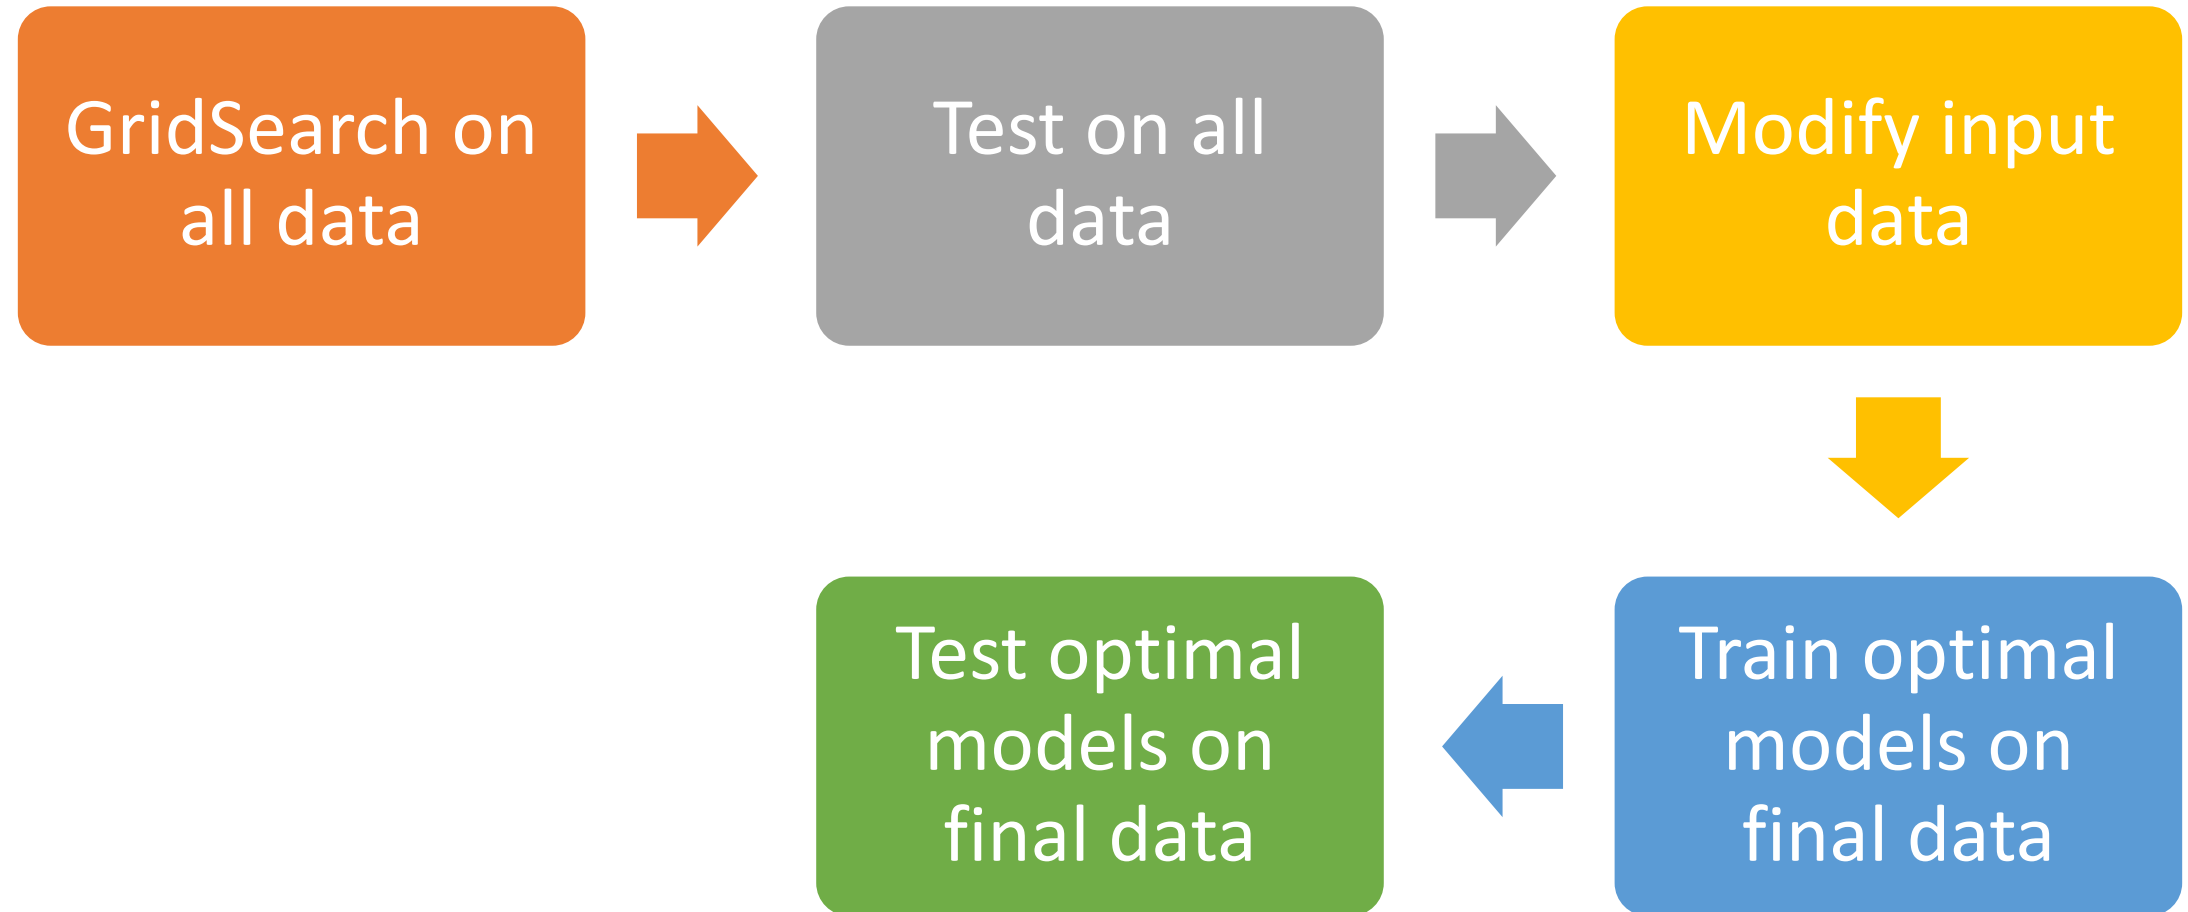 GridSearch on
all data
Test on all
data
Modify input
data
Train optimal
models on
final data
Test optimal
models on
final data